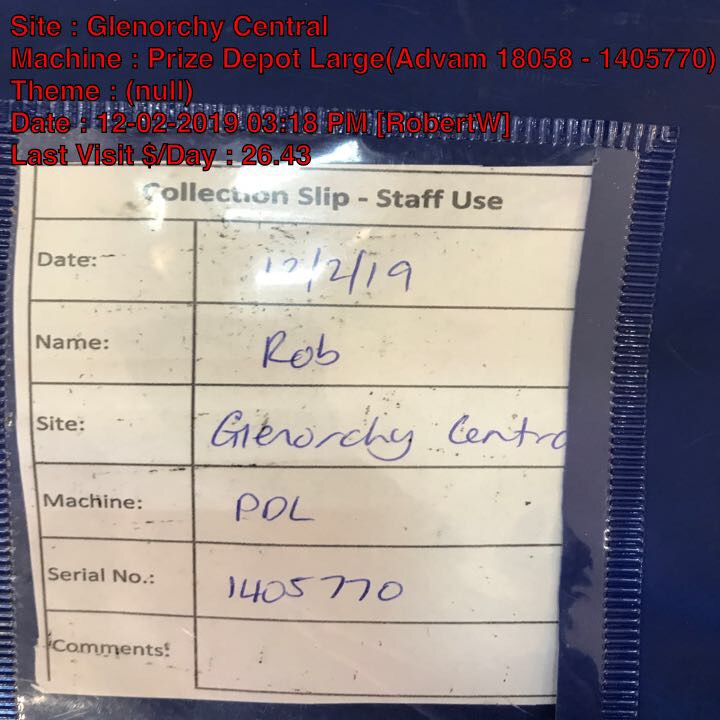 Site : Glenorchy Central
Machine : Prize Depot Large(Advam 18058 - 1405770)
Theme : (null)
Date : 12-02-2019 03:18 PM [RobertW]
Last Visit $/Day : 26.43
Collection Slip - Staff Use
Date: 12/2/19
Name: Rob
Site: Glenorchy Centra
Machine: PDL
Serial No.: 1405770
Comments: